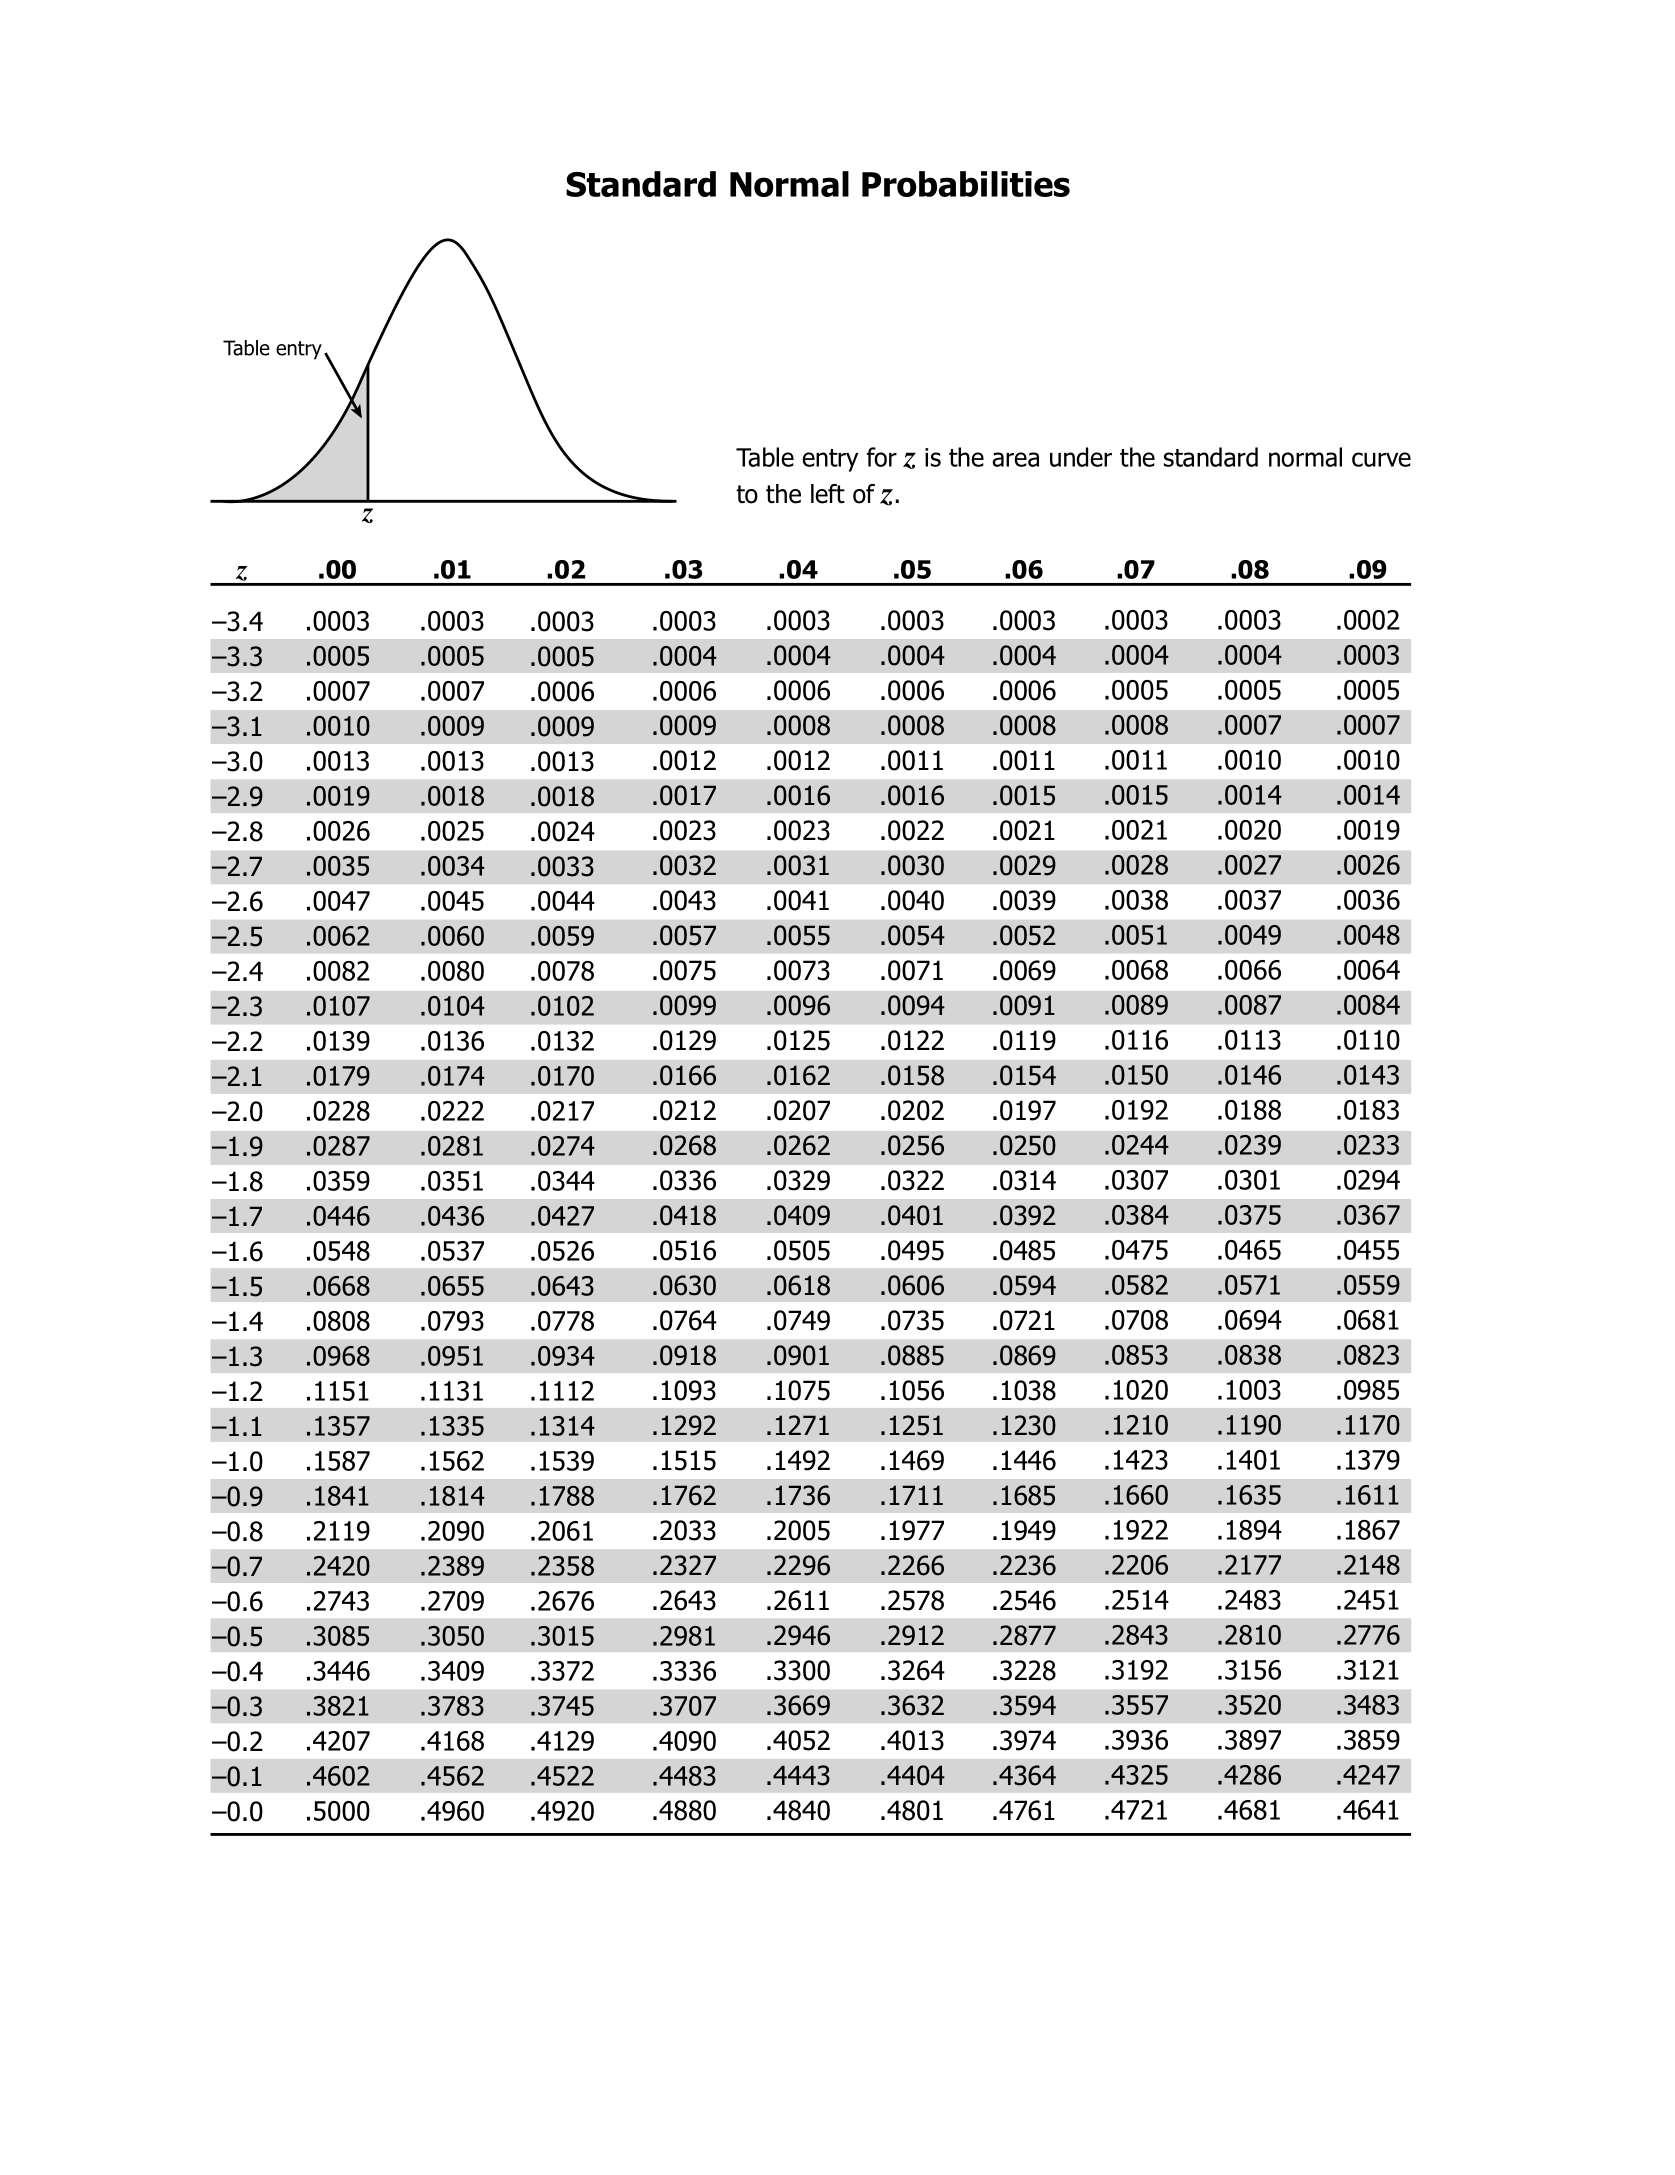 Standard Normal Probabilities
Table entry
Table entry for z is the area under the standard normal curve
to the left of z.
z
z .00 .01 .02 .03 .04 .05 .06 .07 .08 .09
–3.4 .0003 .0003 .0003 .0003 .0003 .0003 .0003 .0003 .0003 .0002
–3.3 .0005 .0005 .0005 .0004 .0004 .0004 .0004 .0004 .0004 .0003
–3.2 .0007 .0007 .0006 .0006 .0006 .0006 .0006 .0005 .0005 .0005
–3.1 .0010 .0009 .0009 .0009 .0008 .0008 .0008 .0008 .0007 .0007
–3.0 .0013 .0013 .0013 .0012 .0012 .0011 .0011 .0011 .0010 .0010
–2.9 .0019 .0018 .0018 .0017 .0016 .0016 .0015 .0015 .0014 .0014
–2.8 .0026 .0025 .0024 .0023 .0023 .0022 .0021 .0021 .0020 .0019
–2.7 .0035 .0034 .0033 .0032 .0031 .0030 .0029 .0028 .0027 .0026
–2.6 .0047 .0045 .0044 .0043 .0041 .0040 .0039 .0038 .0037 .0036
–2.5 .0062 .0060 .0059 .0057 .0055 .0054 .0052 .0051 .0049 .0048
–2.4 .0082 .0080 .0078 .0075 .0073 .0071 .0069 .0068 .0066 .0064
–2.3 .0107 .0104 .0102 .0099 .0096 .0094 .0091 .0089 .0087 .0084
–2.2 .0139 .0136 .0132 .0129 .0125 .0122 .0119 .0116 .0113 .0110
–2.1 .0179 .0174 .0170 .0166 .0162 .0158 .0154 .0150 .0146 .0143
–2.0 .0228 .0222 .0217 .0212 .0207 .0202 .0197 .0192 .0188 .0183
–1.9 .0287 .0281 .0274 .0268 .0262 .0256 .0250 .0244 .0239 .0233
–1.8 .0359 .0351 .0344 .0336 .0329 .0322 .0314 .0307 .0301 .0294
–1.7 .0446 .0436 .0427 .0418 .0409 .0401 .0392 .0384 .0375 .0367
–1.6 .0548 .0537 .0526 .0516 .0505 .0495 .0485 .0475 .0465 .0455
–1.5 .0668 .0655 .0643 .0630 .0618 .0606 .0594 .0582 .0571 .0559
–1.4 .0808 .0793 .0778 .0764 .0749 .0735 .0721 .0708 .0694 .0681
–1.3 .0968 .0951 .0934 .0918 .0901 .0885 .0869 .0853 .0838 .0823
–1.2 .1151 .1131 .1112 .1093 .1075 .1056 .1038 .1020 .1003 .0985
–1.1 .1357 .1335 .1314 .1292 .1271 .1251 .1230 .1210 .1190 .1170
–1.0 .1587 .1562 .1539 .1515 .1492 .1469 .1446 .1423 .1401 .1379
–0.9 .1841 .1814 .1788 .1762 .1736 .1711 .1685 .1660 .1635 .1611
–0.8 .2119 .2090 .2061 .2033 .2005 .1977 .1949 .1922 .1894 .1867
–0.7 .2420 .2389 .2358 .2327 .2296 .2266 .2236 .2206 .2177 .2148
–0.6 .2743 .2709 .2676 .2643 .2611 .2578 .2546 .2514 .2483 .2451
–0.5 .3085 .3050 .3015 .2981 .2946 .2912 .2877 .2843 .2810 .2776
–0.4 .3446 .3409 .3372 .3336 .3300 .3264 .3228 .3192 .3156 .3121
–0.3 .3821 .3783 .3745 .3707 .3669 .3632 .3594 .3557 .3520 .3483
–0.2 .4207 .4168 .4129 .4090 .4052 .4013 .3974 .3936 .3897 .3859
–0.1 .4602 .4562 .4522 .4483 .4443 .4404 .4364 .4325 .4286 .4247
–0.0 .5000 .4960 .4920 .4880 .4840 .4801 .4761 .4721 .4681 .4641